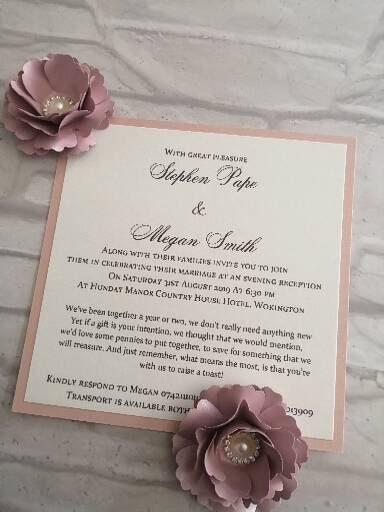 With great pleasure
Stephen Pape
&
Megan Smith
Along with their families invite you to join
them in celebrating their marriage at an evening reception
On Saturday 31st August 2019 At 6:30 pm
At Hundat Manor Country House Hotel, Wokington
We've been together a year or two, we don't really need anything new
Yet if a gift is your intention, we thought that we would mention,
we'd love some pennies to put together, to save for something that we
will treasure. And just remember, what means the most, is that you're
with us to raise a toast!
Kindly respond to Megan
Transport is available both